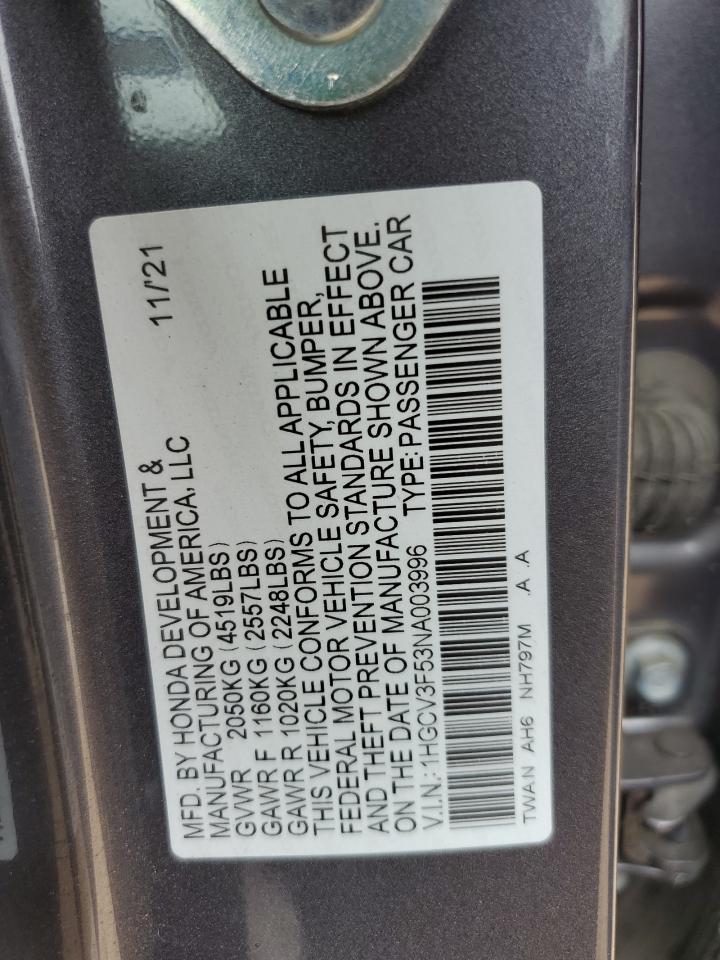 MFD. BY HONDA DEVELOPMENT &
MANUFACTURING OF AMERICA, LLC 11/'21
GVWR 2050KG (4519LBS)
GAWR F 1160KG (2557LBS)
GAWR R 1020KG (2248LBS)
THIS VEHICLE CONFORMS TO ALL APPLICABLE
FEDERAL MOTOR VEHICLE SAFETY, BUMPER,
AND THEFT PREVENTION STANDARDS IN EFFECT
ON THE DATE OF MANUFACTURE SHOWN ABOVE.
V.I.N.:1HGCV3F53NA003996 TYPE:PASSENGER CAR
TWAN AH6 NH797M .A .A